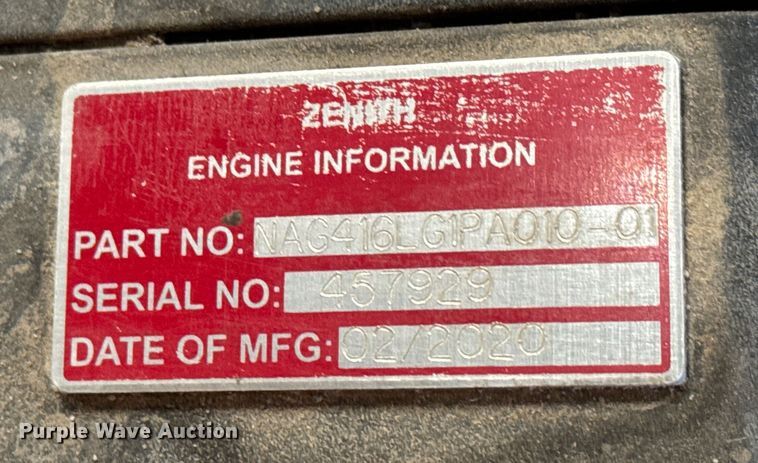 ZENITH
ENGINE INFORMATION
PART NO: NAG416LG1PA010-01
SERIAL NO: 457929
DATE OF MFG: 02/2020
Purple Wave Auction